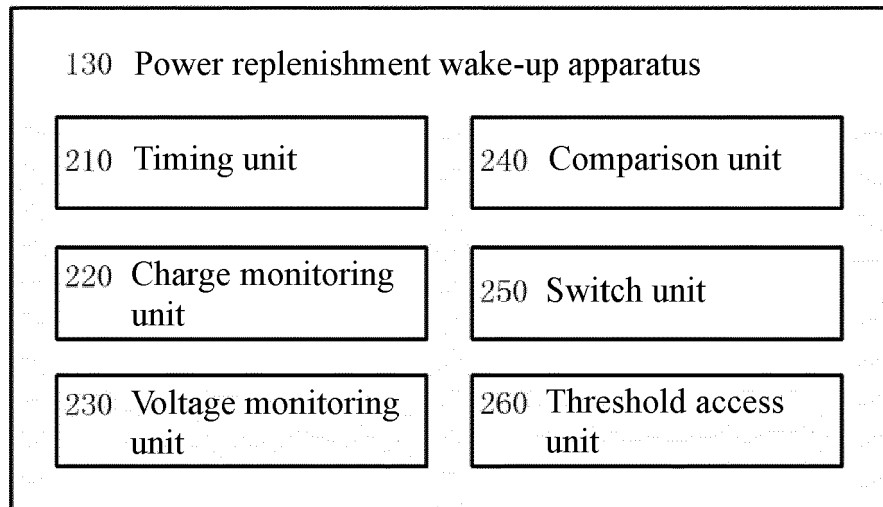 130 Power replenishment wake-up apparatus
210 Timing unit
220 Charge monitoring
unit
230 Voltage monitoring
unit
240 Comparison unit
250 Switch unit
260 Threshold access
unit